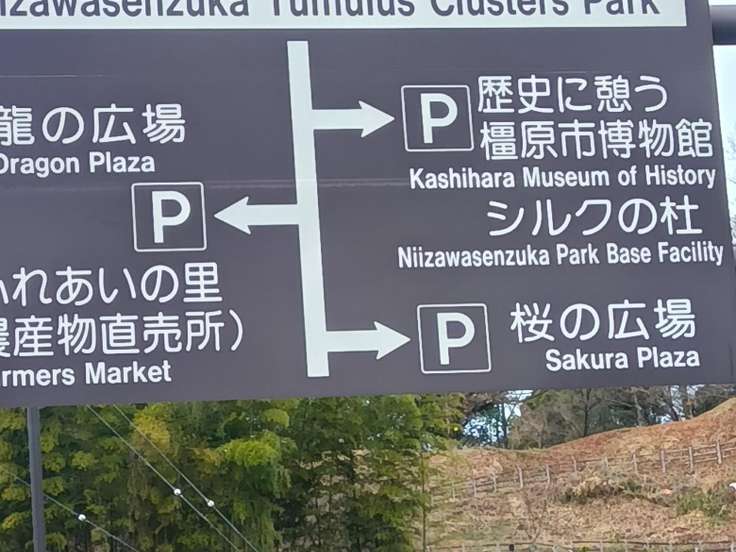 izawasenzuka Tumulus Clusters Park
龍の広場
Dragon Plaza
P
ふれあいの里
農産物直売所）
rmers Market
P
歴史に憩う
橿原市博物館
Kashihara Museum of History
シルクの杜
Niizawasenzuka Park Base Facility
P
桜の広場
Sakura Plaza